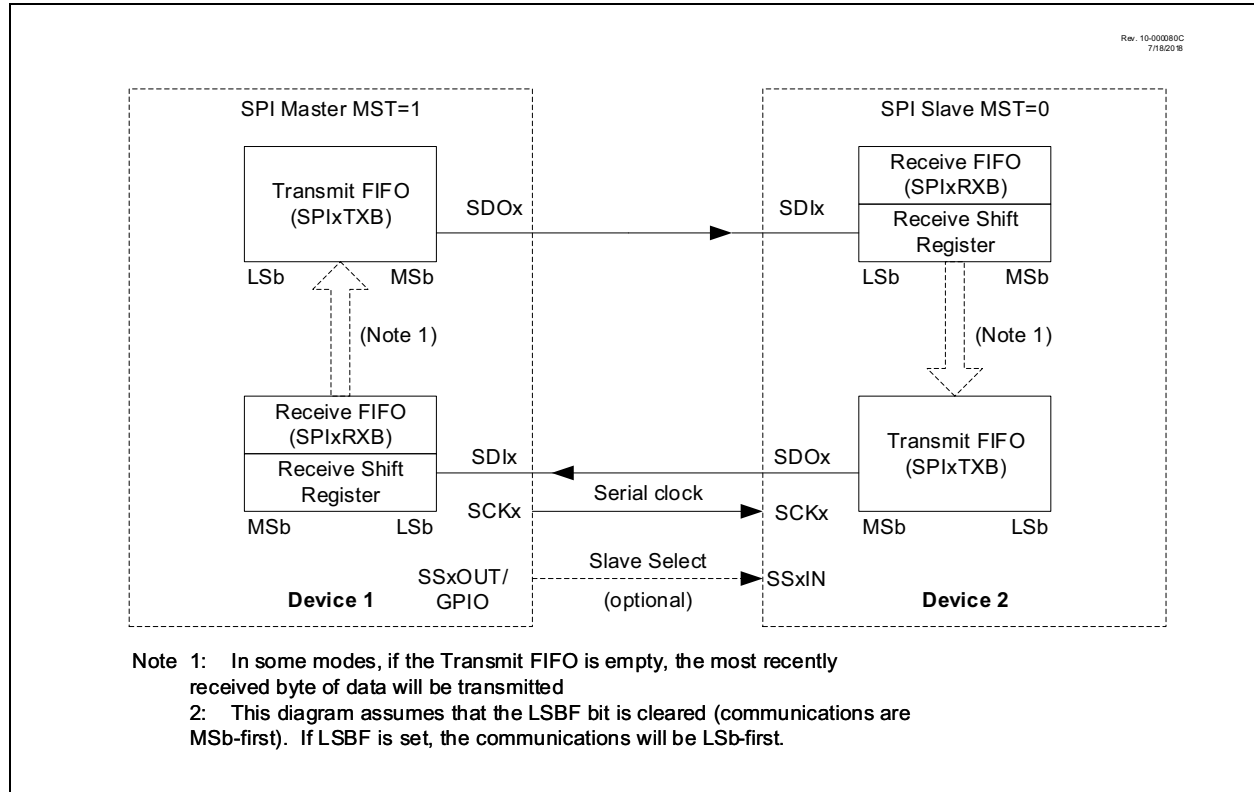 Rev. 10-000080C
7/18/2018
SPI Master MST=1
SPI Slave MST=0
Transmit FIFO
(SPIxTXB)
SDOx
SDIx
Receive FIFO
(SPIxRXB)
Receive Shift
Register
LSb MSb
LSb MSb
(Note 1)
(Note 1)
Receive FIFO
(SPIxRXB)
Receive Shift
Register
SDIx
SDOx
Transmit FIFO
(SPIxTXB)
Serial clock
MSb LSb
SCKx
SCKx
MSb LSb
Slave Select
(optional)
SSxOUT/
GPIO
SSxIN
Device 1
Device 2
Note 1: In some modes, if the Transmit FIFO is empty, the most recently
received byte of data will be transmitted
2: This diagram assumes that the LSBF bit is cleared (communications are
MSb-first). If LSBF is set, the communications will be LSb-first.